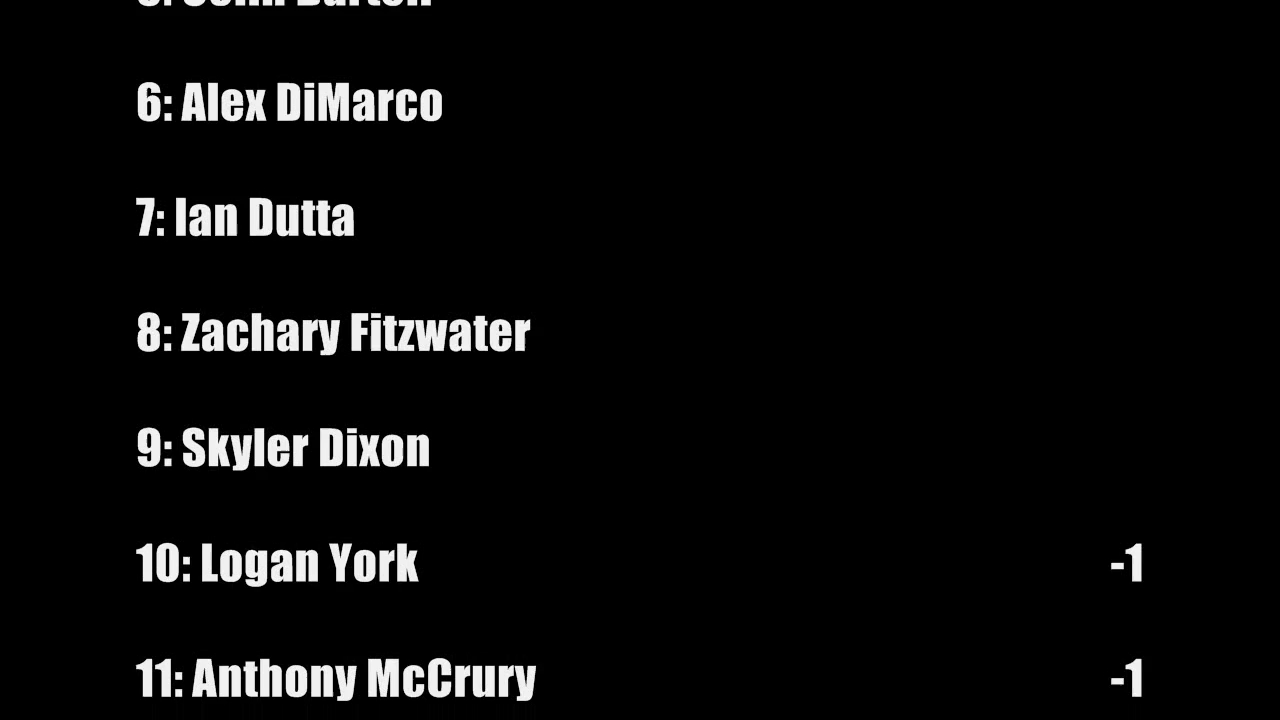 6: Alex DiMarco
7: Ian Dutta
8: Zachary Fitzwater
9: Skyler Dixon
10: Logan York -1
11: Anthony McCrury -1